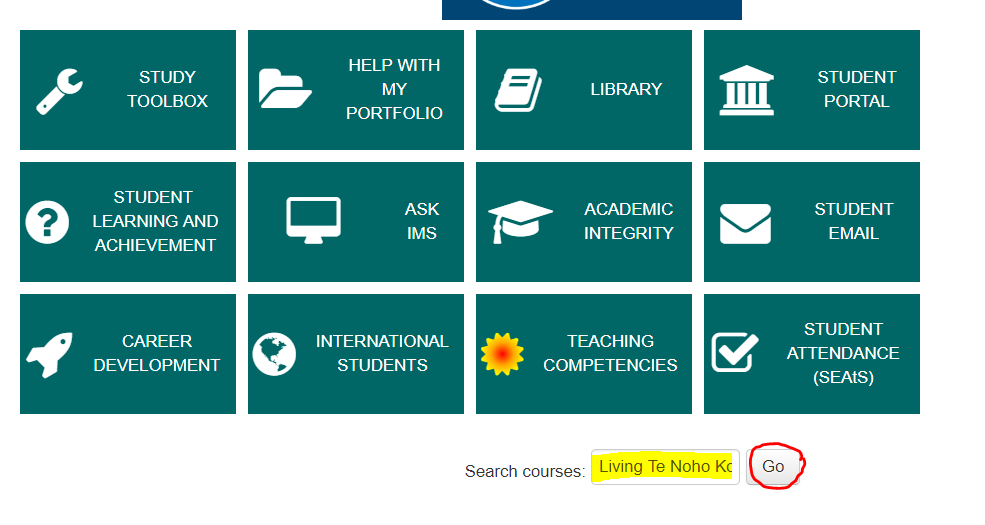 STUDY
TOOLBOX
HELP WITH
MY
PORTFOLIO
LIBRARY
STUDENT
PORTAL
STUDENT
LEARNING AND
ACHIEVEMENT
ASK
IMS
ACADEMIC
INTEGRITY
STUDENT
EMAIL
CAREER
DEVELOPMENT
INTERNATIONAL
STUDENTS
TEACHING
COMPETENCIES
STUDENT
ATTENDANCE
(SEAtS)
Search courses: Living Te Noho Go